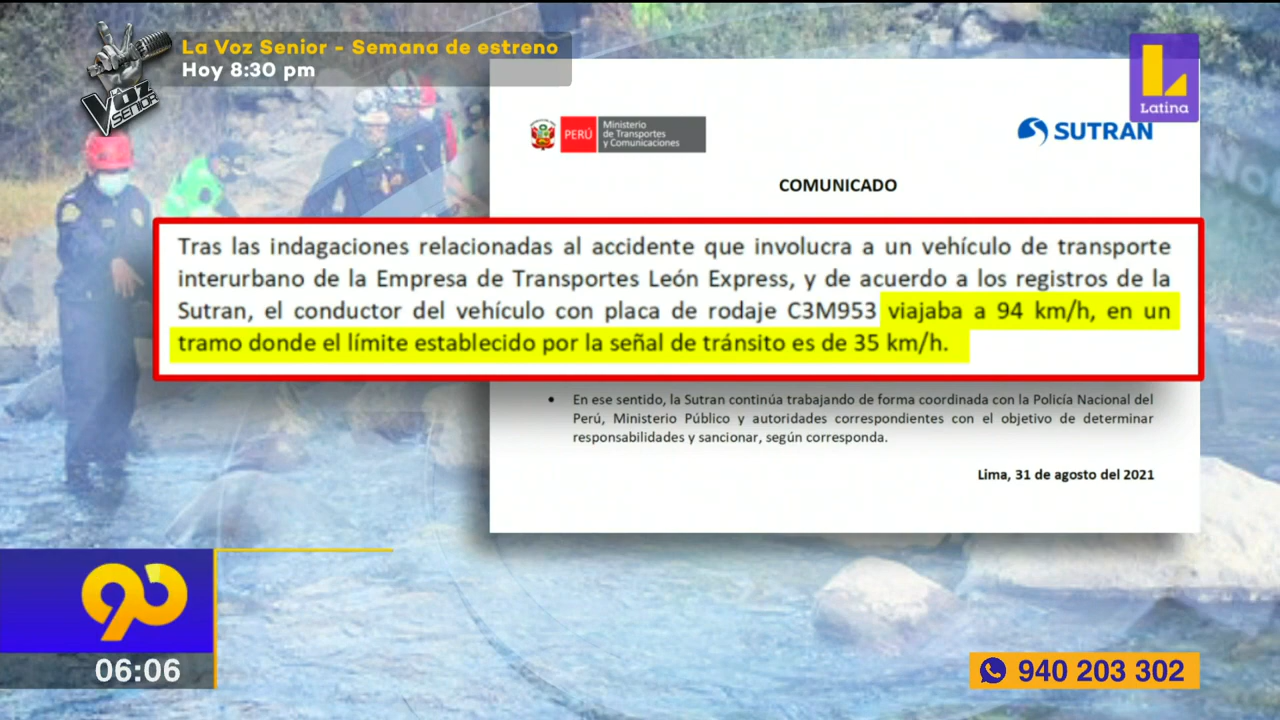 La Voz Senior - Semana de estreno
Hoy 8:30 pm
LA VOZ SENIOR
Latina
PERÚ
Ministerio
de Transportes
y Comunicaciones
SUTRAN
COMUNICADO
Tras las indagaciones relacionadas al accidente que involucra a un vehículo de transporte
interurbano de la Empresa de Transportes León Express, y de acuerdo a los registros de la
Sutran, el conductor del vehículo con placa de rodaje C3M953 viajaba a 94 km/h, en un
tramo donde el límite establecido por la señal de tránsito es de 35 km/h.
• En ese sentido, la Sutran continúa trabajando de forma coordinada con la Policía Nacional del
Perú, Ministerio Público y autoridades correspondientes con el objetivo de determinar
responsabilidades y sancionar, según corresponda.
Lima, 31 de agosto del 2021
90
06:06
940 203 302